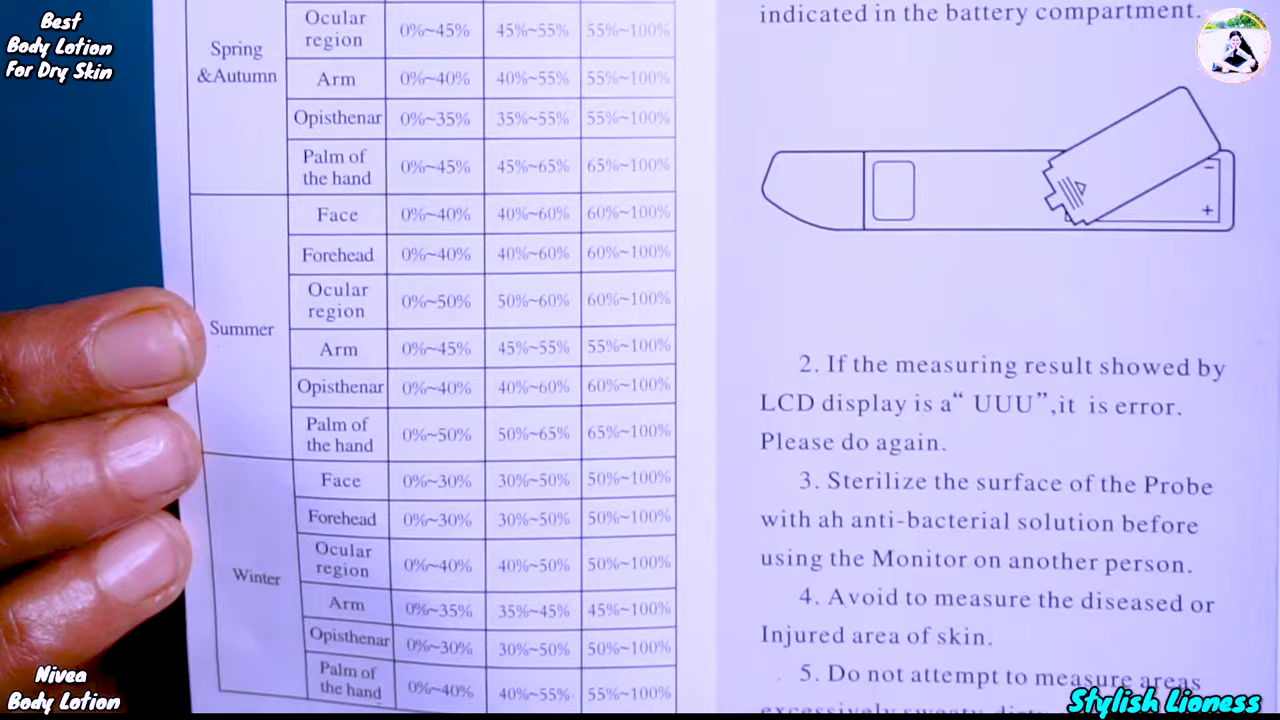 Best
Body Lotion
For Dry Skin
Spring
&Autumn
Ocular region 0%~45% 45%~55% 55%~100%
Arm 0%~40% 40%~55% 55%~100%
Opisthenar 0%~35% 35%~55% 55%~100%
Palm of the hand 0%~45% 45%~65% 65%~100%
Summer
Face 0%~40% 40%~60% 60%~100%
Forehead 0%~40% 40%~60% 60%~100%
Ocular region 0%~50% 50%~60% 60%~100%
Arm 0%~45% 45%~55% 55%~100%
Opisthenar 0%~40% 40%~60% 60%~100%
Palm of the hand 0%~50% 50%~65% 65%~100%
Winter
Face 0%~30% 30%~50% 50%~100%
Forehead 0%~30% 30%~50% 50%~100%
Ocular region 0%~40% 40%~50% 50%~100%
Arm 0%~35% 35%~45% 45%~100%
Opisthenar 0%~30% 30%~50% 50%~100%
Palm of the hand 0%~40% 40%~55% 55%~100%
indicated in the battery compartment.
−
+
2. If the measuring result showed by
LCD display is a“ UUU”,it is error.
Please do again.
3. Sterilize the surface of the Probe
with ah anti-bacterial solution before
using the Monitor on another person.
4. Avoid to measure the diseased or
Injured area of skin.
5. Do not attempt to measure areas
Nivea
Body Lotion
Stylish Lioness